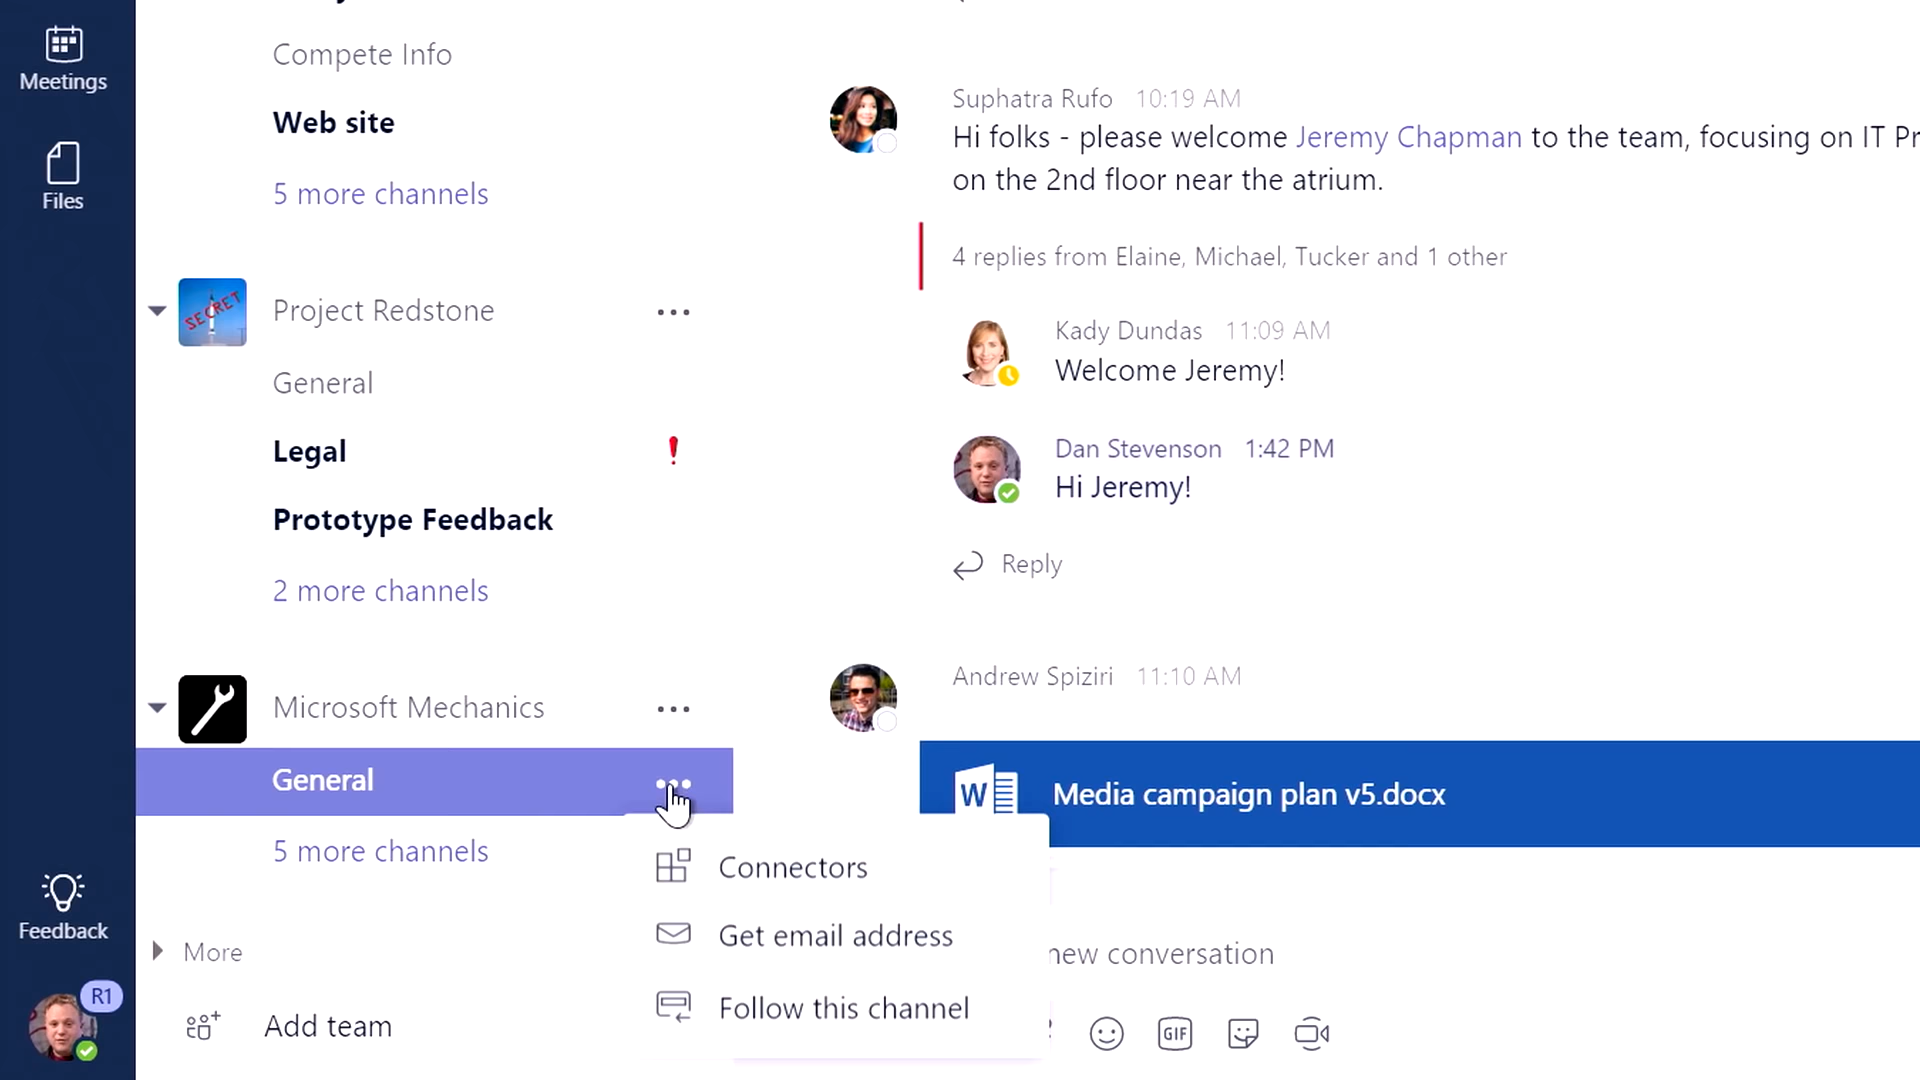 Meetings
Files
Feedback
R1
Compete Info
Web site
5 more channels
SECRET
Project Redstone
General
Legal
Prototype Feedback
2 more channels
Microsoft Mechanics
General
5 more channels
More
Add team
Connectors
Get email address
Follow this channel
Suphatra Rufo 10:19 AM
Hi folks - please welcome Jeremy Chapman to the team, focusing on IT Pr
on the 2nd floor near the atrium.
4 replies from Elaine, Michael, Tucker and 1 other
Kady Dundas 11:09 AM
Welcome Jeremy!
Dan Stevenson 1:42 PM
Hi Jeremy!
Reply
Andrew Spiziri 11:10 AM
W Media campaign plan v5.docx
new conversation
GIF